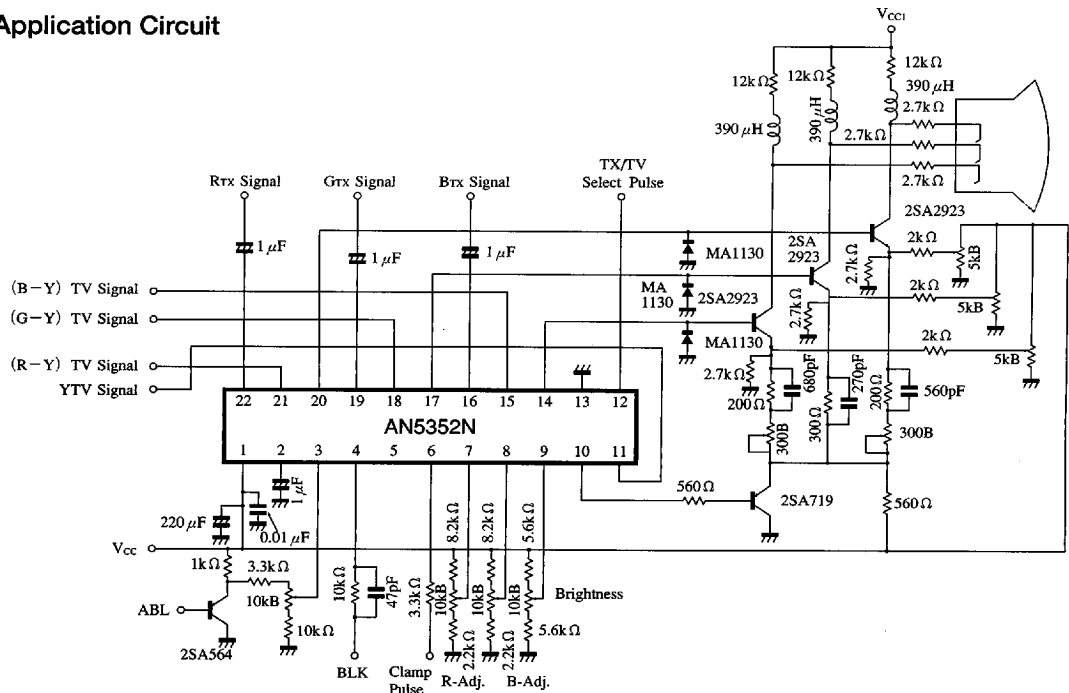 Application Circuit
VCC1
12kΩ
12kΩ
12kΩ
390μH
390μH
390μH
2.7kΩ
2.7kΩ
2.7kΩ
RTX Signal
GTX Signal
BTX Signal
TX/TV
Select Pulse
1μF
1μF
1μF
2SA2923
MA1130
2SA
2923
2kΩ
5kB
2.7kΩ
(B−Y) TV Signal
MA
1130
2SA2923
2kΩ
5kB
(G−Y) TV Signal
2.7kΩ
MA1130
2kΩ
5kB
(R−Y) TV Signal
YTV Signal
2.7kΩ
680pF
270pF
560pF
200Ω
300Ω
200Ω
22 21 20 19 18 17 16 15 14 13 12
AN5352N
1 2 3 4 5 6 7 8 9 10 11
300B
300B
560Ω
2SA719
560Ω
1μF
220μF
0.01μF
8.2kΩ
8.2kΩ
5.6kΩ
VCC
1kΩ
3.3kΩ
10kB
10kΩ
47pF
3.3kΩ
10kB
10kB
10kB
Brightness
ABL
10kΩ
2.2kΩ
2.2kΩ
5.6kΩ
2SA564
BLK
Clamp
Pulse
R-Adj.
B-Adj.